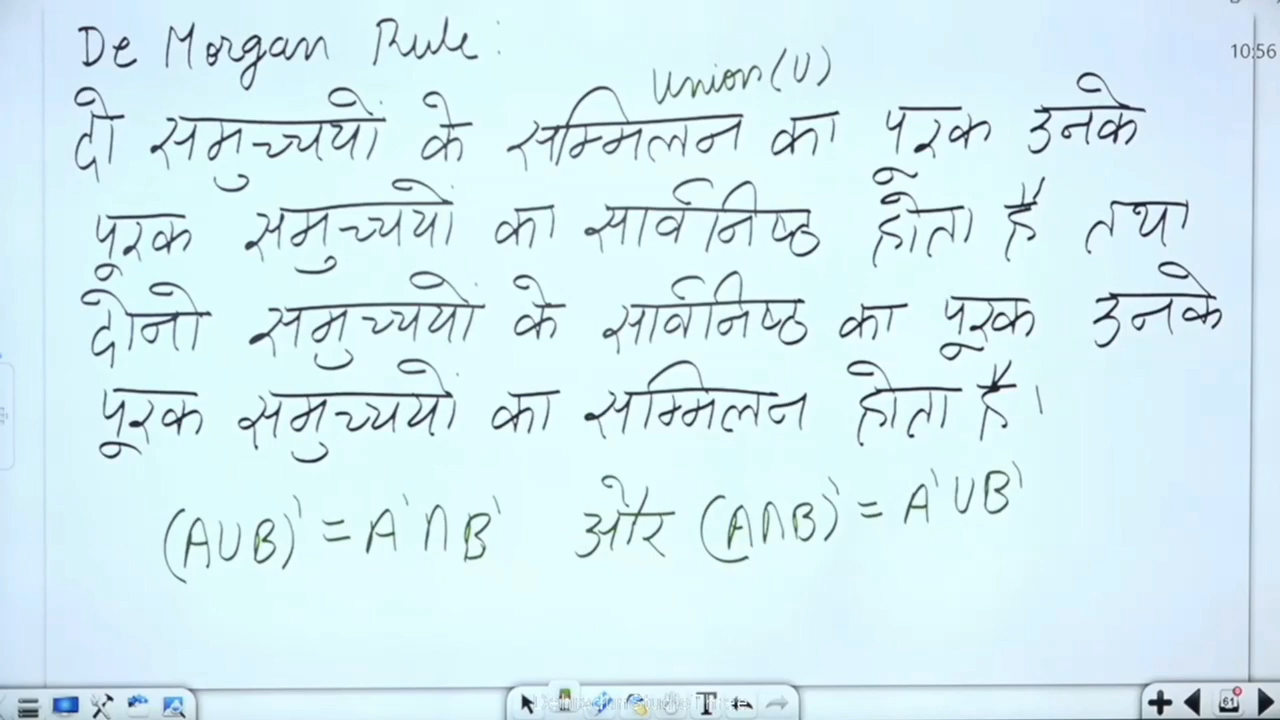 10:56
De Morgan Rule:
Union (U)
दो समुच्चयों के सम्मिलन का पूरक उनके
पूरक समुच्चयों का सार्वनिष्ठ होता है तथा
दोनो समुच्चयों के सार्वनिष्ठ का पूरक उनके
पूरक समुच्चयों का सम्मिलन होता है।
(A∪B)' = A'∩B' और (A∩B)' = A'∪B'
T
61